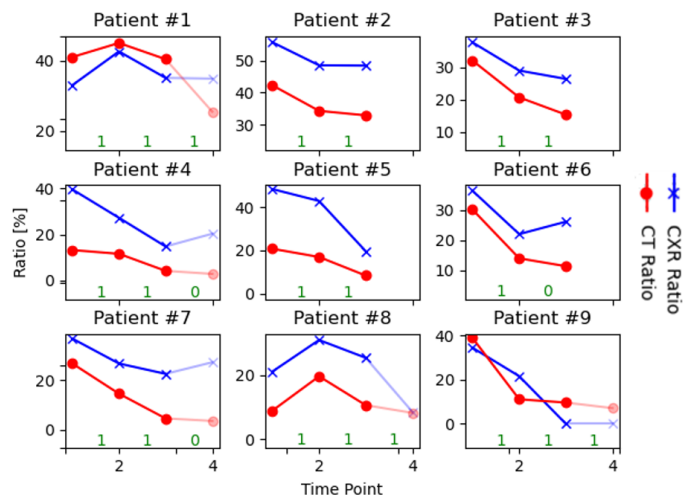 Patient #1
Patient #2
Patient #3
40
20
1 1 1
50
40
30
1 1
30
20
10
1 1
Patient #4
Patient #5
Patient #6
40
20
0
1 1 0
40
20
0
1 1
30
20
10
1 0
Patient #7
Patient #8
Patient #9
20
0
1 1 0
20
0
1 1 1
40
20
0
1 1 1
2 4
2 4
2 4
Time Point
Ratio [%]
CT Ratio
CXR Ratio